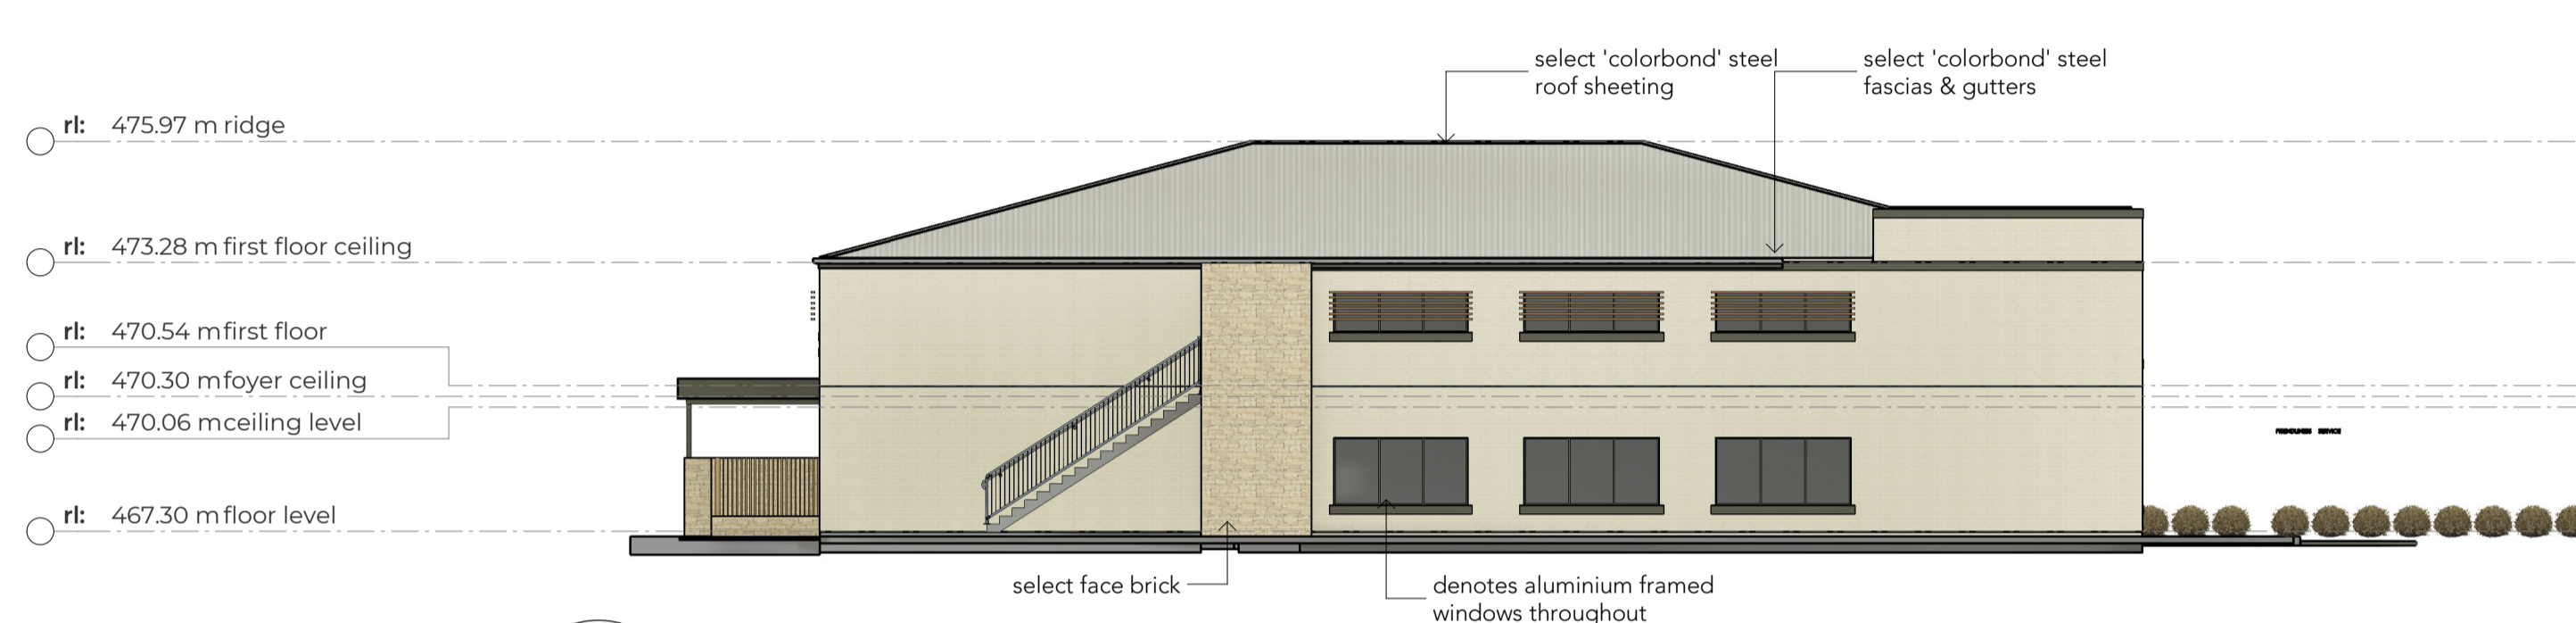 select 'colorbond' steel
roof sheeting
select 'colorbond' steel
fascias & gutters
rl: 475.97 m ridge
rl: 473.28 m first floor ceiling
rl: 470.54 m first floor
rl: 470.30 m foyer ceiling
rl: 470.06 m ceiling level
rl: 467.30 m floor level
select face brick
denotes aluminium framed
windows throughout